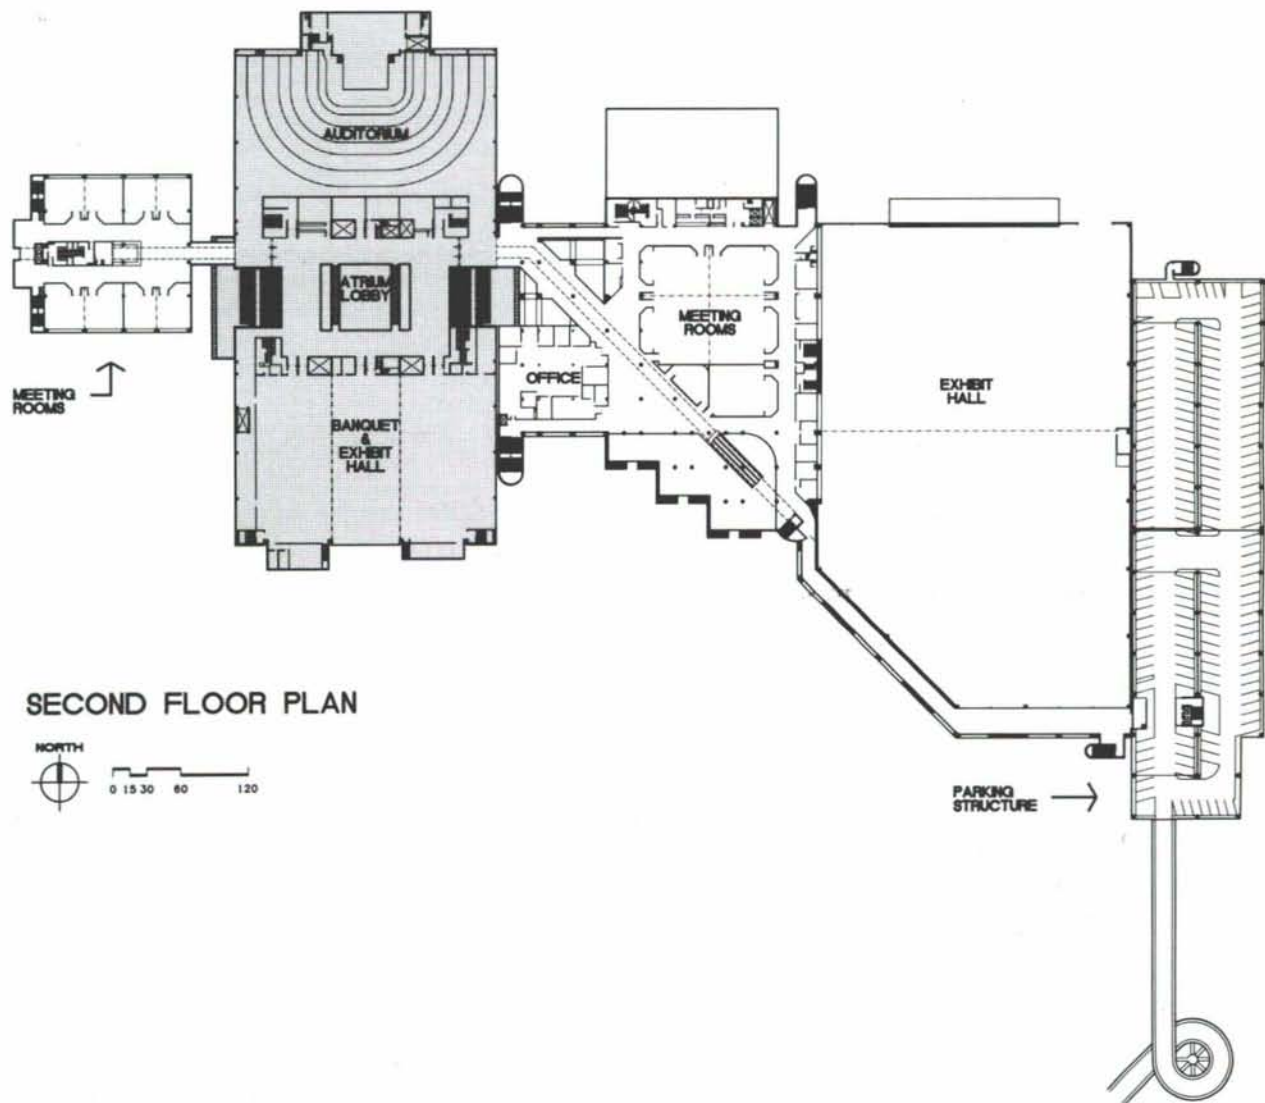 AUDITORIUM
ATRIUM
LOBBY
MEETING
ROOMS
MEETING
ROOMS
OFFICE
EXHIBIT
HALL
BANQUET
&
EXHIBIT
HALL
SECOND FLOOR PLAN
NORTH
0 15 30 60 120
PARKING
STRUCTURE